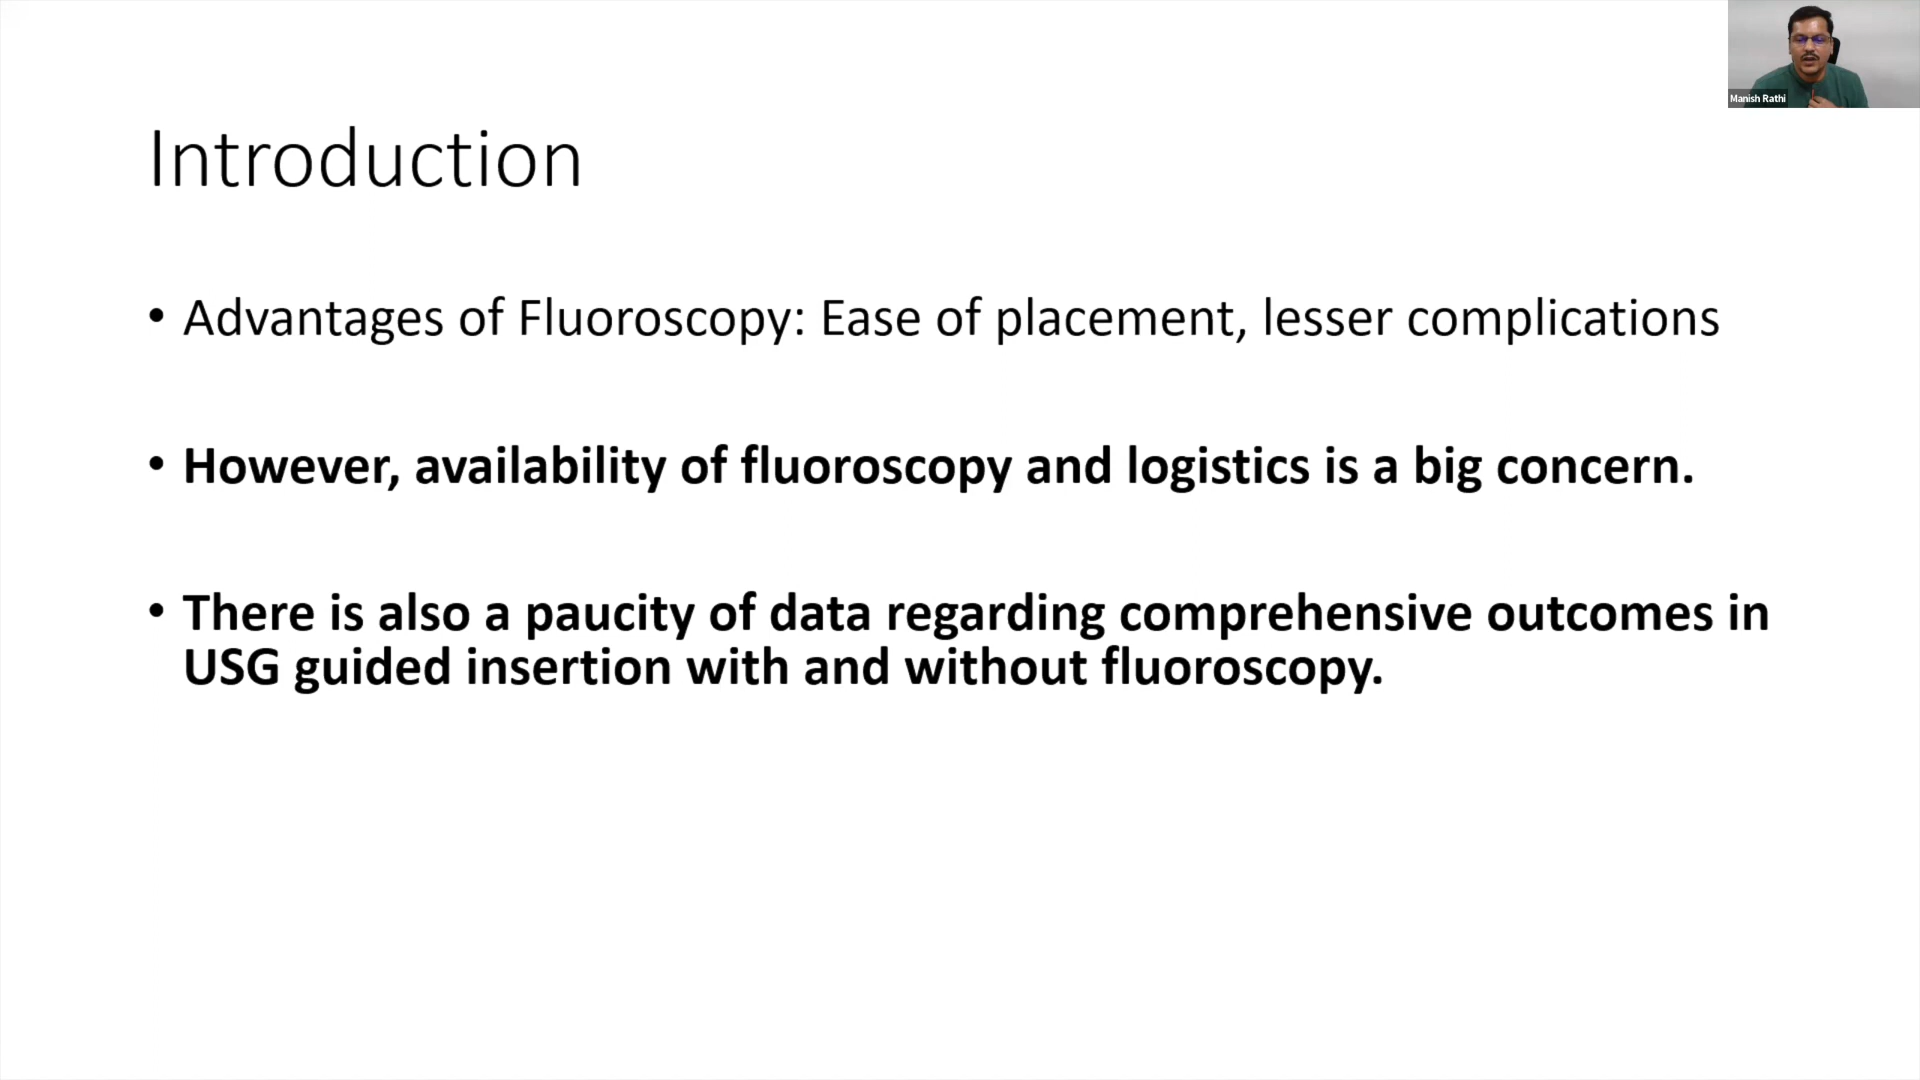 Manish Rathi
Introduction
• Advantages of Fluoroscopy: Ease of placement, lesser complications
• However, availability of fluoroscopy and logistics is a big concern.
• There is also a paucity of data regarding comprehensive outcomes in
USG guided insertion with and without fluoroscopy.